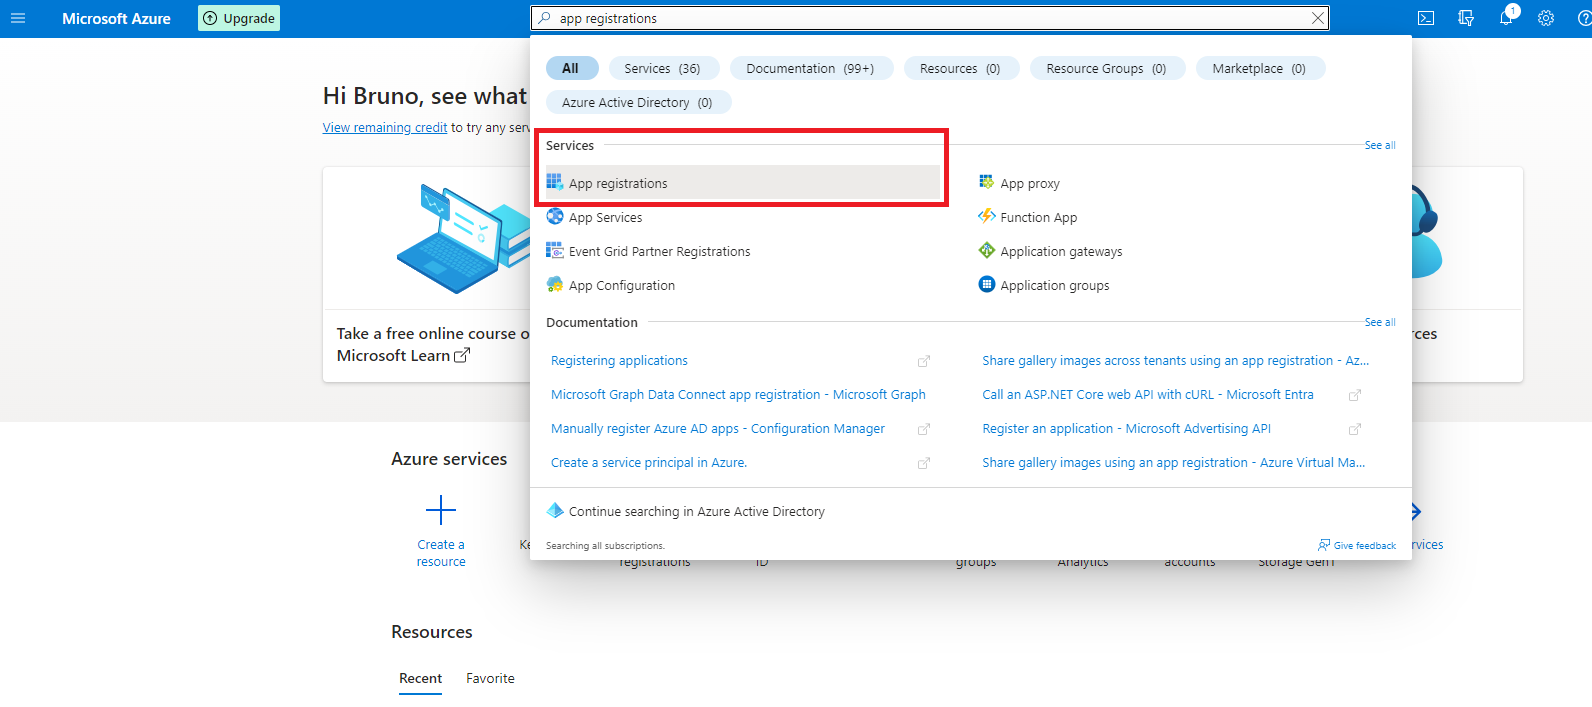 Microsoft Azure
Upgrade
app registrations
1
All
Services (36)
Documentation (99+)
Resources (0)
Resource Groups (0)
Marketplace (0)
Azure Active Directory (0)
Hi Bruno, see what
View remaining credit to try any serv
Services
See all
App registrations
App proxy
App Services
Function App
Event Grid Partner Registrations
Application gateways
App Configuration
Application groups
Documentation
See all
Registering applications
Share gallery images across tenants using an app registration - Az...
Microsoft Graph Data Connect app registration - Microsoft Graph
Call an ASP.NET Core web API with cURL - Microsoft Entra
Manually register Azure AD apps - Configuration Manager
Register an application - Microsoft Advertising API
Create a service principal in Azure.
Share gallery images using an app registration - Azure Virtual Ma...
Continue searching in Azure Active Directory
Searching all subscriptions.
Give feedback
Take a free online course o
Microsoft Learn
rces
Azure services
Create a
resource
Ke
registrations
ID
groups
Analytics
accounts
Storage Gen1
rvices
Resources
Recent
Favorite